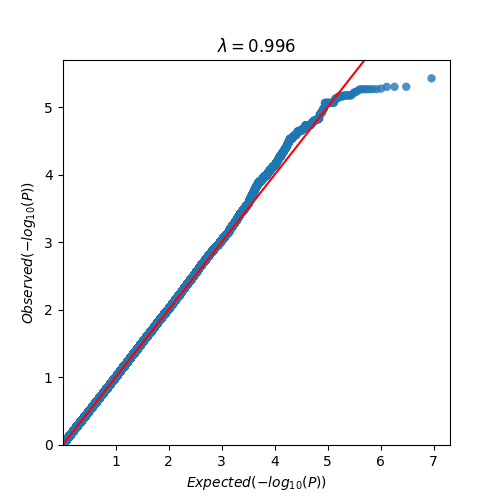 λ = 0.996
Observed(−log₁₀(P))
5
4
3
2
1
0
1 2 3 4 5 6 7
Expected(−log₁₀(P))